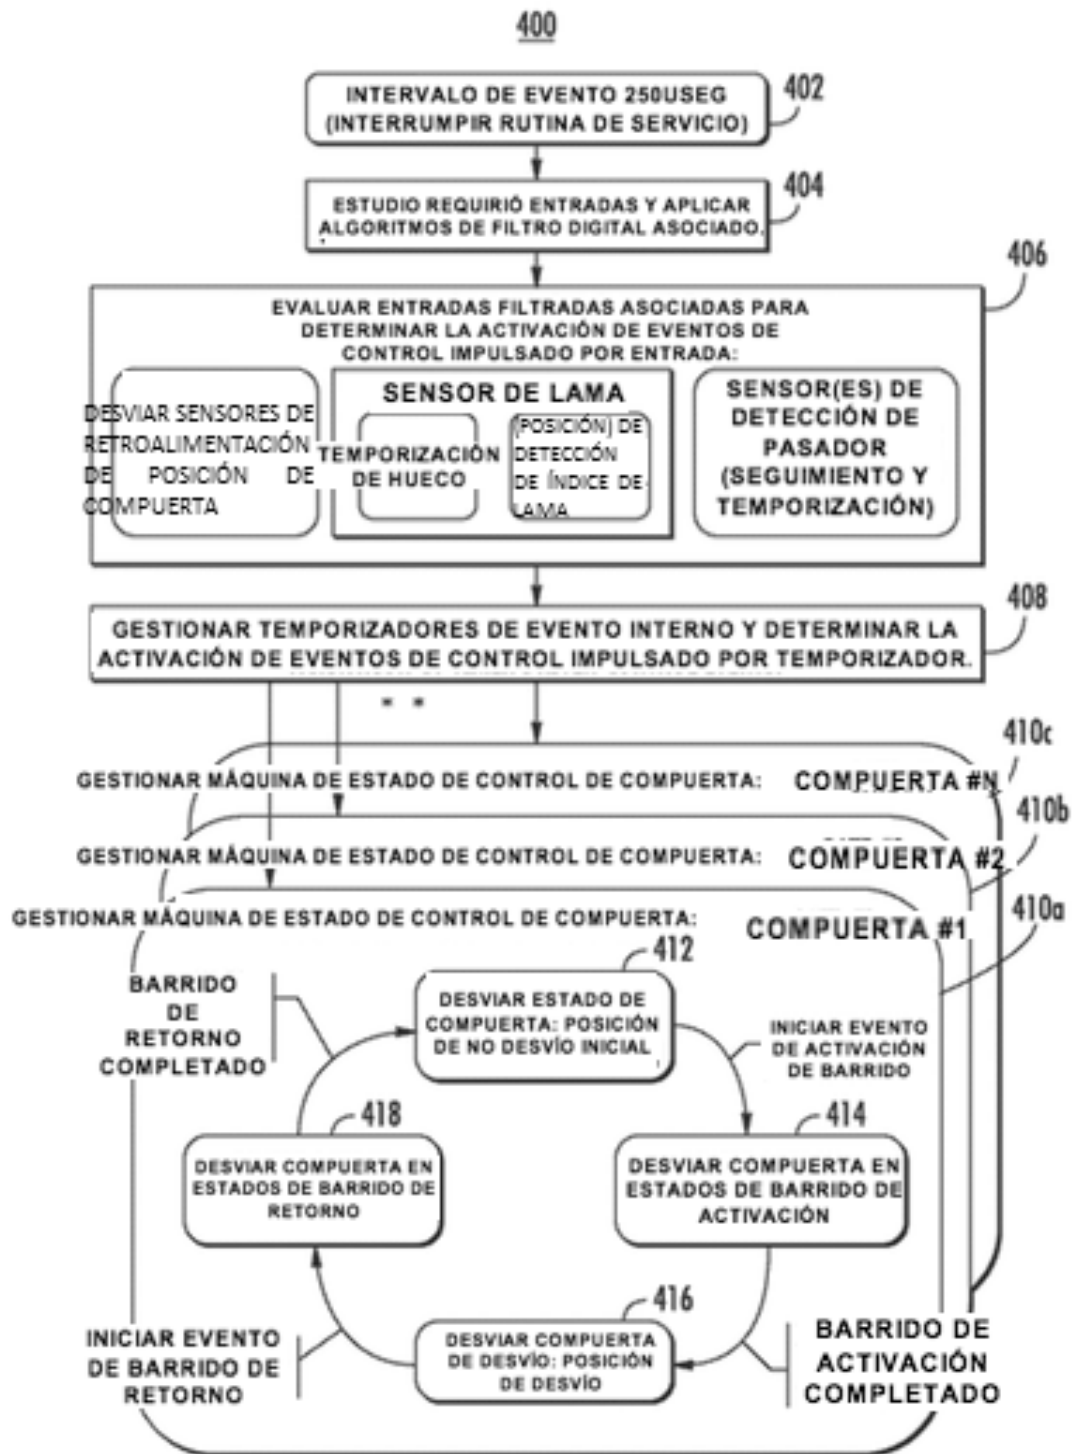 400
INTERVALO DE EVENTO 250USEG
(INTERRUMPIR RUTINA DE SERVICIO)
402
ESTUDIO REQUIRIÓ ENTRADAS Y APLICAR
ALGORITMOS DE FILTRO DIGITAL ASOCIADO.
404
406
EVALUAR ENTRADAS FILTRADAS ASOCIADAS PARA
DETERMINAR LA ACTIVACIÓN DE EVENTOS DE
CONTROL IMPULSADO POR ENTRADA:
DESVIAR SENSORES DE
RETROALIMENTACIÓN
DE POSICIÓN DE
COMPUERTA
SENSOR DE LAMA
TEMPORIZACIÓN
DE HUECO
(POSICIÓN) DE
DETECCIÓN
DE ÍNDICE DE
LAMA
SENSOR(ES) DE
DETECCIÓN DE
PASADOR
(SEGUIMIENTO Y
TEMPORIZACIÓN)
408
GESTIONAR TEMPORIZADORES DE EVENTO INTERNO Y DETERMINAR LA
ACTIVACIÓN DE EVENTOS DE CONTROL IMPULSADO POR TEMPORIZADOR.
410c
GESTIONAR MÁQUINA DE ESTADO DE CONTROL DE COMPUERTA: COMPUERTA #N
410b
GESTIONAR MÁQUINA DE ESTADO DE CONTROL DE COMPUERTA: COMPUERTA #2
410a
GESTIONAR MÁQUINA DE ESTADO DE CONTROL DE COMPUERTA: COMPUERTA #1
412
DESVIAR ESTADO DE
COMPUERTA: POSICIÓN
DE NO DESVÍO INICIAL
BARRIDO
DE
RETORNO
COMPLETADO
INICIAR EVENTO
DE ACTIVACIÓN
DE BARRIDO
418
DESVIAR COMPUERTA EN
ESTADOS DE BARRIDO DE
RETORNO
414
DESVIAR COMPUERTA EN
ESTADOS DE BARRIDO DE
ACTIVACIÓN
416
DESVIAR COMPUERTA
DE DESVÍO: POSICIÓN
DE DESVÍO
INICIAR EVENTO
DE BARRIDO DE
RETORNO
BARRIDO DE
ACTIVACIÓN
COMPLETADO